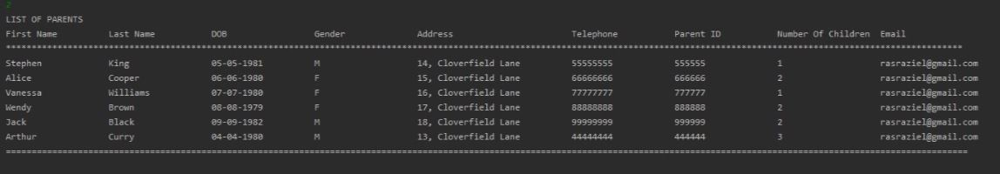 2
LIST OF PARENTS
First Name Last Name DOB Gender Address Telephone Parent ID Number Of Children Email
********************************************************************************************************************************************************************************************
Stephen King 05-05-1981 M 14, Cloverfield Lane 55555555 555555 1 rasraziel@gmail.com
Alice Cooper 06-06-1980 F 15, Cloverfield Lane 66666666 666666 2 rasraziel@gmail.com
Vanessa Williams 07-07-1980 F 16, Cloverfield Lane 77777777 777777 1 rasraziel@gmail.com
Wendy Brown 08-08-1979 F 17, Cloverfield Lane 88888888 888888 2 rasraziel@gmail.com
Jack Black 09-09-1982 M 18, Cloverfield Lane 99999999 999999 2 rasraziel@gmail.com
Arthur Curry 04-04-1980 M 13, Cloverfield Lane 44444444 444444 3 rasraziel@gmail.com
============================================================================================================================================================================================